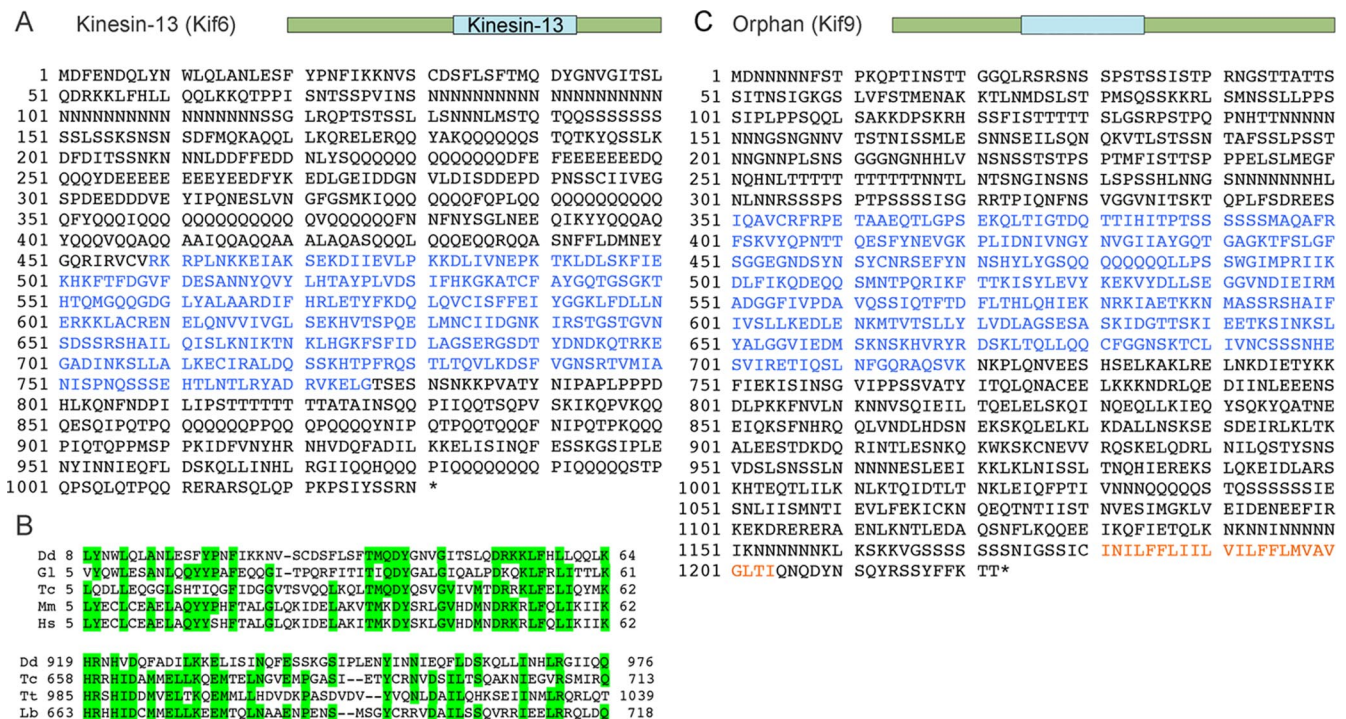 A Kinesin-13 (Kif6) Kinesin-13
1 MDFENDQLYN WLQLANLESF YPNFIKKNVS CDSFLSFTMQ DYGNVGITSL
51 QDRKKLFHLL QQLKKQTPPI SNTSSPVINS NNNNNNNNNN NNNNNNNNNN
101 NNNNNNNNNN NNNNNNNSSG LRQPTSTSSL LSNNNLMSTQ TQQSSSSSSS
151 SSLSSKSNSN SDFMQKAQQL LKQRELERQQ YAKQQQQQQS TQTKYQSSLK
201 DFDITSSNKN NNLDDFFEDD NLYSQQQQQQ QQQQQQQDFE FEEEEEEEDQ
251 QQQYDEEEEE EEYEEDFYKE EDLGEIDDGNV LDISDDEPD PNSSCIIVEG
301 SPDEEDDDVE YIPQNESLVN GFGSMKIQQQ QQQQFQPLQQ QQQQQQQQQQ
351 QFYQQQIQQQ QQQQQQQQQQ QVQQQQQQFN NFNYSGLNEE QIKYYQQQAQ
401 YQQQVQQAQQ AAIQQAQQAA ALAQASQQQL QQQEQQRQQA SNFFLDMNEY
451 GQRIRVCVRK RPLNKKEIAK SEKDIIEVLP KKDLIVNEPK TKLDLSKFIE
501 KHKFTFDGVF DESANNYQVY LHTAYPLVDS IFHKGKATCF AYGQTGSGKT
551 HTQMGQQGDG LYALAARDIF HRLETYFKDQ LQVCISFFEI YGGKLFDLLN
601 ERKKLACREN ELQNVVIVGL SEKHVTSPQE LMNCIIDGNK IRSTGSTGVN
651 SDSSRSHAIL QISLKNIKTN KLHGKFSFID LAGSERGSDT YDNDKQTRKE
701 GADINKSLLA LKECIRALDQ SSKHTPFRQS TLTQVLKDSF VGNSRTVMIA
751 NISPNQSSSE HTLNTLRYAD RVKELGTSES NSNKKPVATY NIPAPLPPPD
801 HLKQNFNDPI LIPSTTTTTT TTATAINSQQ PIIQQTSQPV SKIKQPVKQQ
851 QESQIPQTPQ QQQQQQPPQQ QPQQQQYNIP QTPQQTQQQF NIPQTPKQQQ
901 PIQTQPPMSP PKIDFVNYHR NHVDQFADIL KKELISINQF ESSKGSIPLE
951 NYINNIEQFL DSKQLLINHL RGIIQQHQQQ PIQQQQQQQQ PIQQQQQSTP
1001 QPSQLQTPQQ RERARSQLQP PKPSIYSSRN *
B
Dd 8 LYNWLQLANLESFYPNFIKKNV-SCDSFLSFTMQDYGNVGITSLQDRKKLFHLLQQLK 64
Gl 5 VYQWLESANLQQYYPAFEQQGI-TPQRFITITIQDYGALGIQALPDKQKLFRLITTLK 61
Tc 5 LQDLLEQGGLSHTIQGFIDGGVTSVQQLKQLTMQDYQSVGVIVMTDRRKLFELIQYMK 62
Mm 5 LYECLCEAELAQYYPHFTALGLQKIDELAKVTMKDYSRLGVHDMNDRKRLFQLIKIIK 62
Hs 5 LYECLCEAELAQYYSHFTALGLQKIDELAKITMKDYSKLGVHDMNDRKRLFQLIKIIK 62
Dd 919 HRNHVDQFADILKKELISINQFESSKGSIPLENYINNIEQFLDSKQLLINHLRGIIQQ 976
Tc 658 HRRHIDAMMELLKQEMTELNGVEMPGASI--ETYCRNVDSILTSQAKNIEGVRSMIRQ 713
Tt 985 HRSHIDDMVELTKQEMMLLHDVDKPASDVDV--YVQNLDAILQHKSEIINMLRQRLQT 1039
Lb 663 HRHHIDCMMELLKEEMTQLNAAENPENS--MSGYCRRVDAILSSQVRRIEELRRQLDQ 718
C Orphan (Kif9)
1 MDNNNNNFST PKQPTINSTT GGQLRSRSNS SPSTSSISTP RNGSTTATTS
51 SITNSIGKGS LVFSTMENAK KTLNMDSLST PMSQSSKKRL SMNSSLLPPS
101 SIPLPPSQQL SAKKDPSKRH SSFISTTTTT SLGSRPSTPQ PNHTTNNNNN
151 NNNGSNGNNV TSTNISSMLE NSNSEILSQN QKVTLSTSSN TAFSSLPSST
201 NNGNNPLSNS GGGNGNHHLV NSNSSTSTPS PTMFISTTSP PPELSLMEGF
251 NQHNLTTTTT TTTTTTNNTL NTSNGINSNS LSPSSHLNNG SNNNNNNNHL
301 NLNNRSSSPS PTPSSSSIGS RRTPIQNFNS VGGVNITSKT QPLFSDREES
351 IQAVCRFRPE TAAEQTLGPS EKQLTIGTDQ TTIHITPTSS SSSSMAQAFR
401 FSKVYQPNTT QESFYNEVGK PLIDNIVNGY NVGIIAYGQT GAGKTFSLGF
451 SGGEGNDSYN SYCNRSEFYN NSHYLYGSQQ QQQQQQLLPS SWGIMPRIIK
501 DLFIKQDEQQ SMNTPQRIKF TTKISYLEVY KEKVYDLLSE GGVNDIEIRM
551 ADGGFIVPDA VQSSIQTFTD FLTHLQHIEK NRKIAETKKN MASSRSHAIF
601 IVSLLKEDLE NKMTVTSLLY LVDLAGSESA SKIDGTTSKI EETKSINKSL
651 YALGGVIEDM SKNSKHVRYR DSKLTQLLQQ CFGGNSKTCL IVNCSSSNHE
701 SVIRETIQSL NFGQRAQSVK NKPLQNVEES HSELKAKLRE LNKDIETYKK
751 FIEKISINSG VIPPSSVATY ITQLQNACEE LKKKNDRLQE DIINLEEENS
801 DLPKKFNVLN KNNVSQIEIL TQELELSKQI NQEQLLKIEQ YSQKYQATNE
851 EIQKSFNHRQ LQVNDLHDSN EKSKQLELKL KDALLNSKSE SDEIRLKLTK
901 ALEESTDKDQ RINTLESNKQ KWKSKCNEVV RQSKELQDRL NILQSTYSNS
951 VDSLSNSSLN NNNNESLEEI KKLKLNISSL TNQHIEREKS LQKEIDLARS
1001 KHTEQTLILK NLKTQIDTLT NKLEIQFPTI VNNNQQQQQS TQSSSSSSIE
1051 SNLIISMNTI EVLFEKICKN QEQTNTIIST NVESIMGKLV EIDENEEFIR
1101 KEKDRERERA ENLKNTLEDA QSNFLKQQEE IKQFIETQLK NKNNINNNNN
1151 IKNNNNNNKL KLSKKVGSSSS SSSNIGSSIC INILFFLIIL VILFFLMVAV
1201 GLTIQNQDYN SQYRSSYFFK TT*